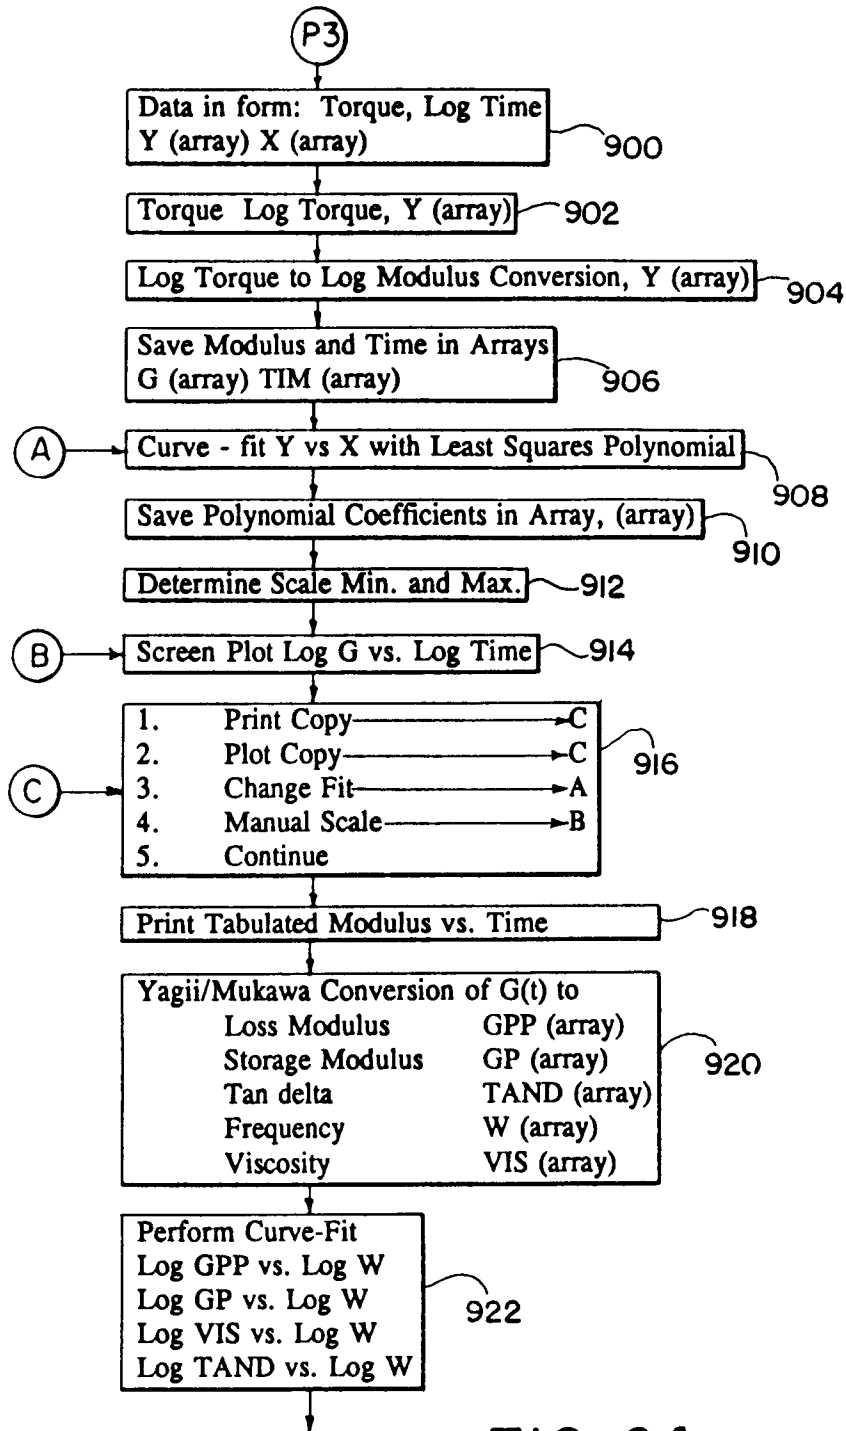 P3
Data in form: Torque, Log Time
Y (array) X (array)
900
Torque Log Torque, Y (array)
902
Log Torque to Log Modulus Conversion, Y (array)
904
Save Modulus and Time in Arrays
G (array) TIM (array)
906
A
Curve - fit Y vs X with Least Squares Polynomial
908
Save Polynomial Coefficients in Array, (array)
910
Determine Scale Min. and Max.
912
B
Screen Plot Log G vs. Log Time
914
1. Print Copy C
2. Plot Copy C
3. Change Fit A
4. Manual Scale B
5. Continue
916
C
Print Tabulated Modulus vs. Time
918
Yagii/Mukawa Conversion of G(t) to
Loss Modulus GPP (array)
Storage Modulus GP (array)
Tan delta TAND (array)
Frequency W (array)
Viscosity VIS (array)
920
Perform Curve-Fit
Log GPP vs. Log W
Log GP vs. Log W
Log VIS vs. Log W
Log TAND vs. Log W
922